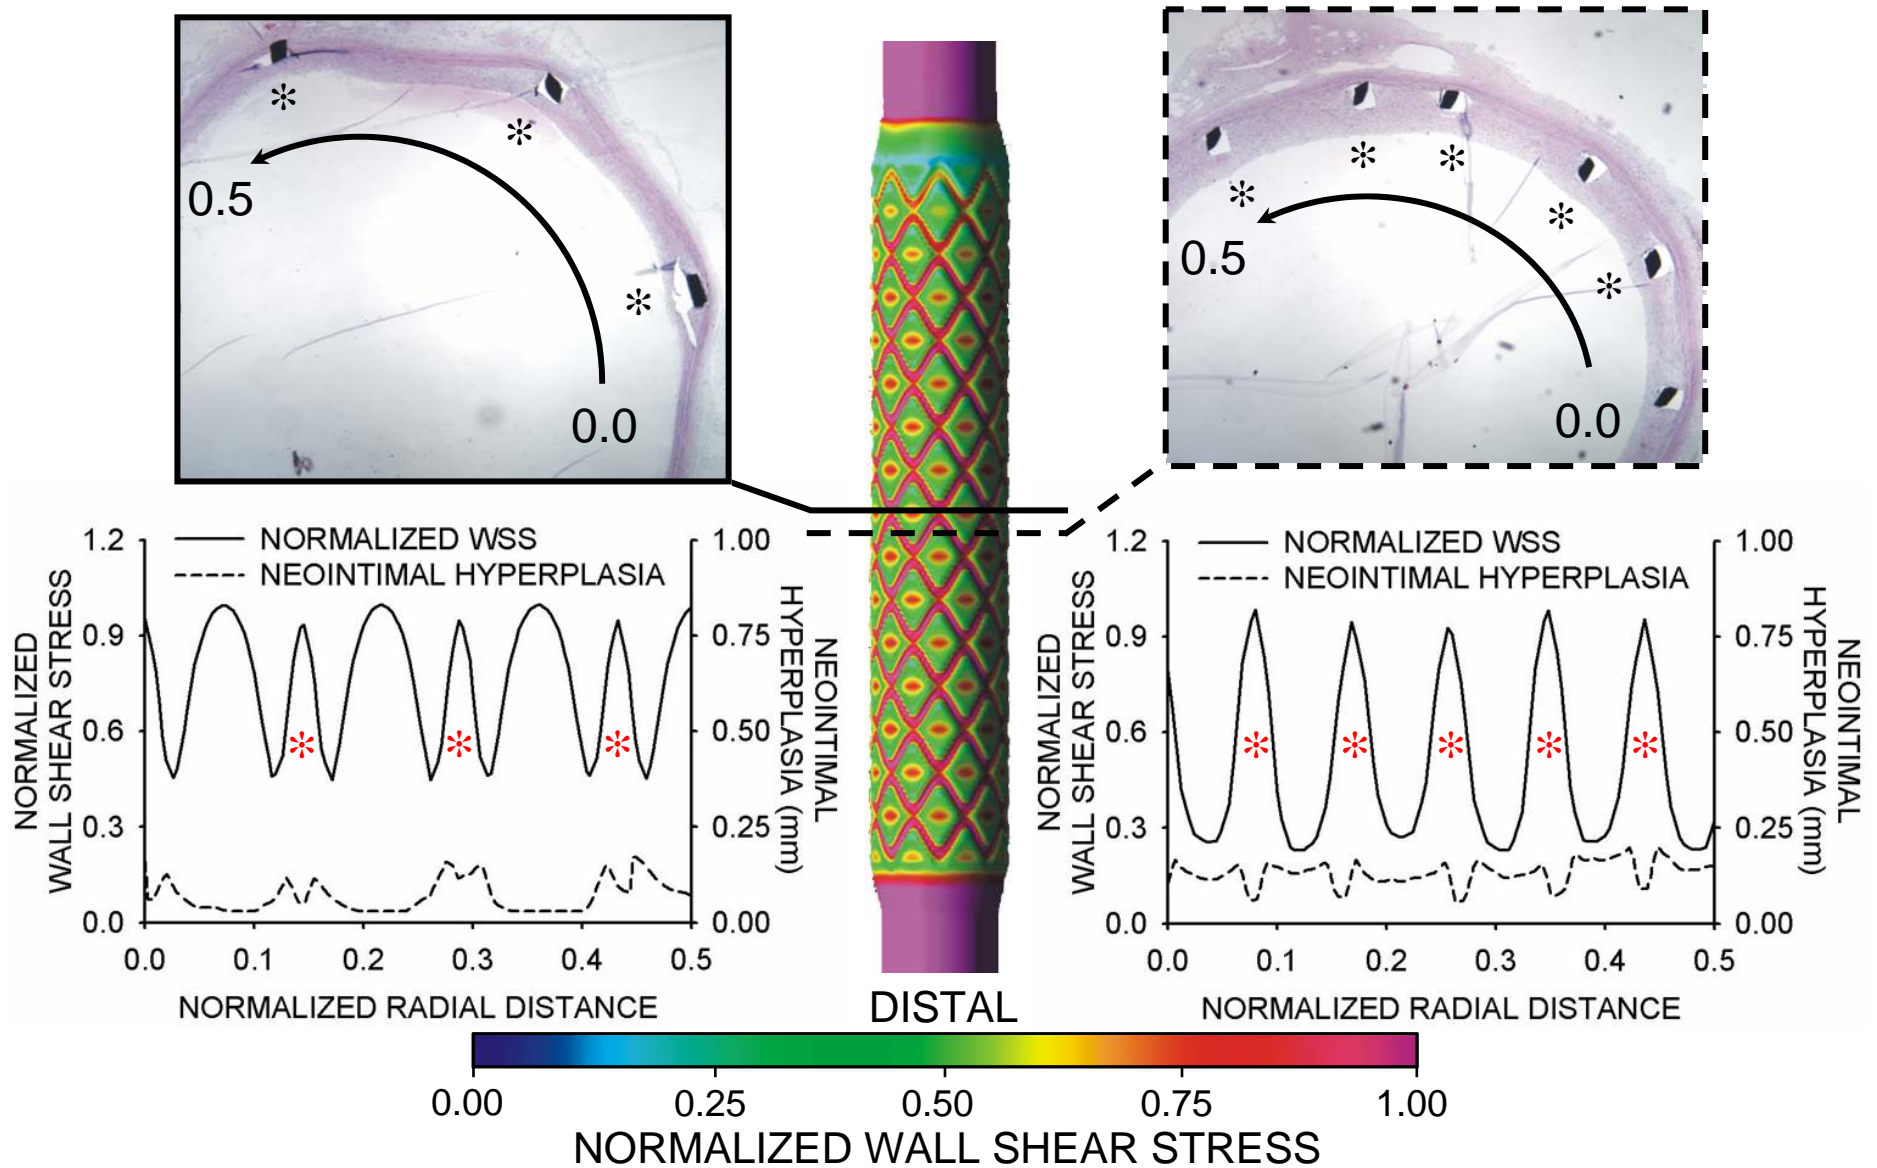 0.5
0.0
0.5
0.0
1.2
0.9
0.6
0.3
0.0
NORMALIZED
WALL SHEAR STRESS
NORMALIZED WSS
NEOINTIMAL HYPERPLASIA
1.00
0.75
0.50
0.25
0.00
NEOINTIMAL
HYPERPLASIA (mm)
0.0 0.1 0.2 0.3 0.4 0.5
NORMALIZED RADIAL DISTANCE
1.2
0.9
0.6
0.3
0.0
NORMALIZED
WALL SHEAR STRESS
NORMALIZED WSS
NEOINTIMAL HYPERPLASIA
1.00
0.75
0.50
0.25
0.00
NEOINTIMAL
HYPERPLASIA (mm)
0.0 0.1 0.2 0.3 0.4 0.5
NORMALIZED RADIAL DISTANCE
DISTAL
0.00 0.25 0.50 0.75 1.00
NORMALIZED WALL SHEAR STRESS